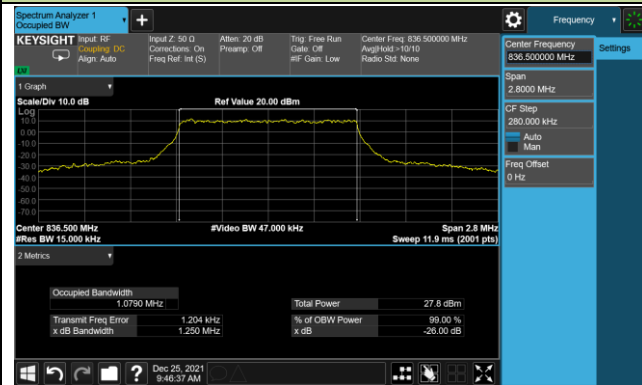 Spectrum Analyzer 1
Occupied BW
Frequency
KEYSIGHT
Input: RF
Coupling: DC
Align: Auto
Input Z: 50 Ω
Corrections: On
Freq Ref: Int (S)
Atten: 20 dB
Preamp: Off
Trig: Free Run
Gate: Off
#IF Gain: Low
Center Freq: 836.500000 MHz
Avg|Hold:>10/10
Radio Std: None
Center Frequency
836.500000 MHz
Settings
Span
2.8000 MHz
CF Step
280.000 kHz
Auto
Man
Freq Offset
0 Hz
1 Graph
Scale/Div 10.0 dB
Ref Value 20.00 dBm
Log
10.0
0.00
-10.0
-20.0
-30.0
-40.0
-50.0
-60.0
-70.0
Center 836.500 MHz
#Video BW 47.000 kHz
Span 2.8 MHz
#Res BW 15.000 kHz
Sweep 11.9 ms (2001 pts)
2 Metrics
Occupied Bandwidth
1.0790 MHz
Total Power
27.8 dBm
Transmit Freq Error
1.204 kHz
% of OBW Power
99.00 %
x dB Bandwidth
1.250 MHz
x dB
-26.00 dB
Dec 25, 2021
9:46:37 AM